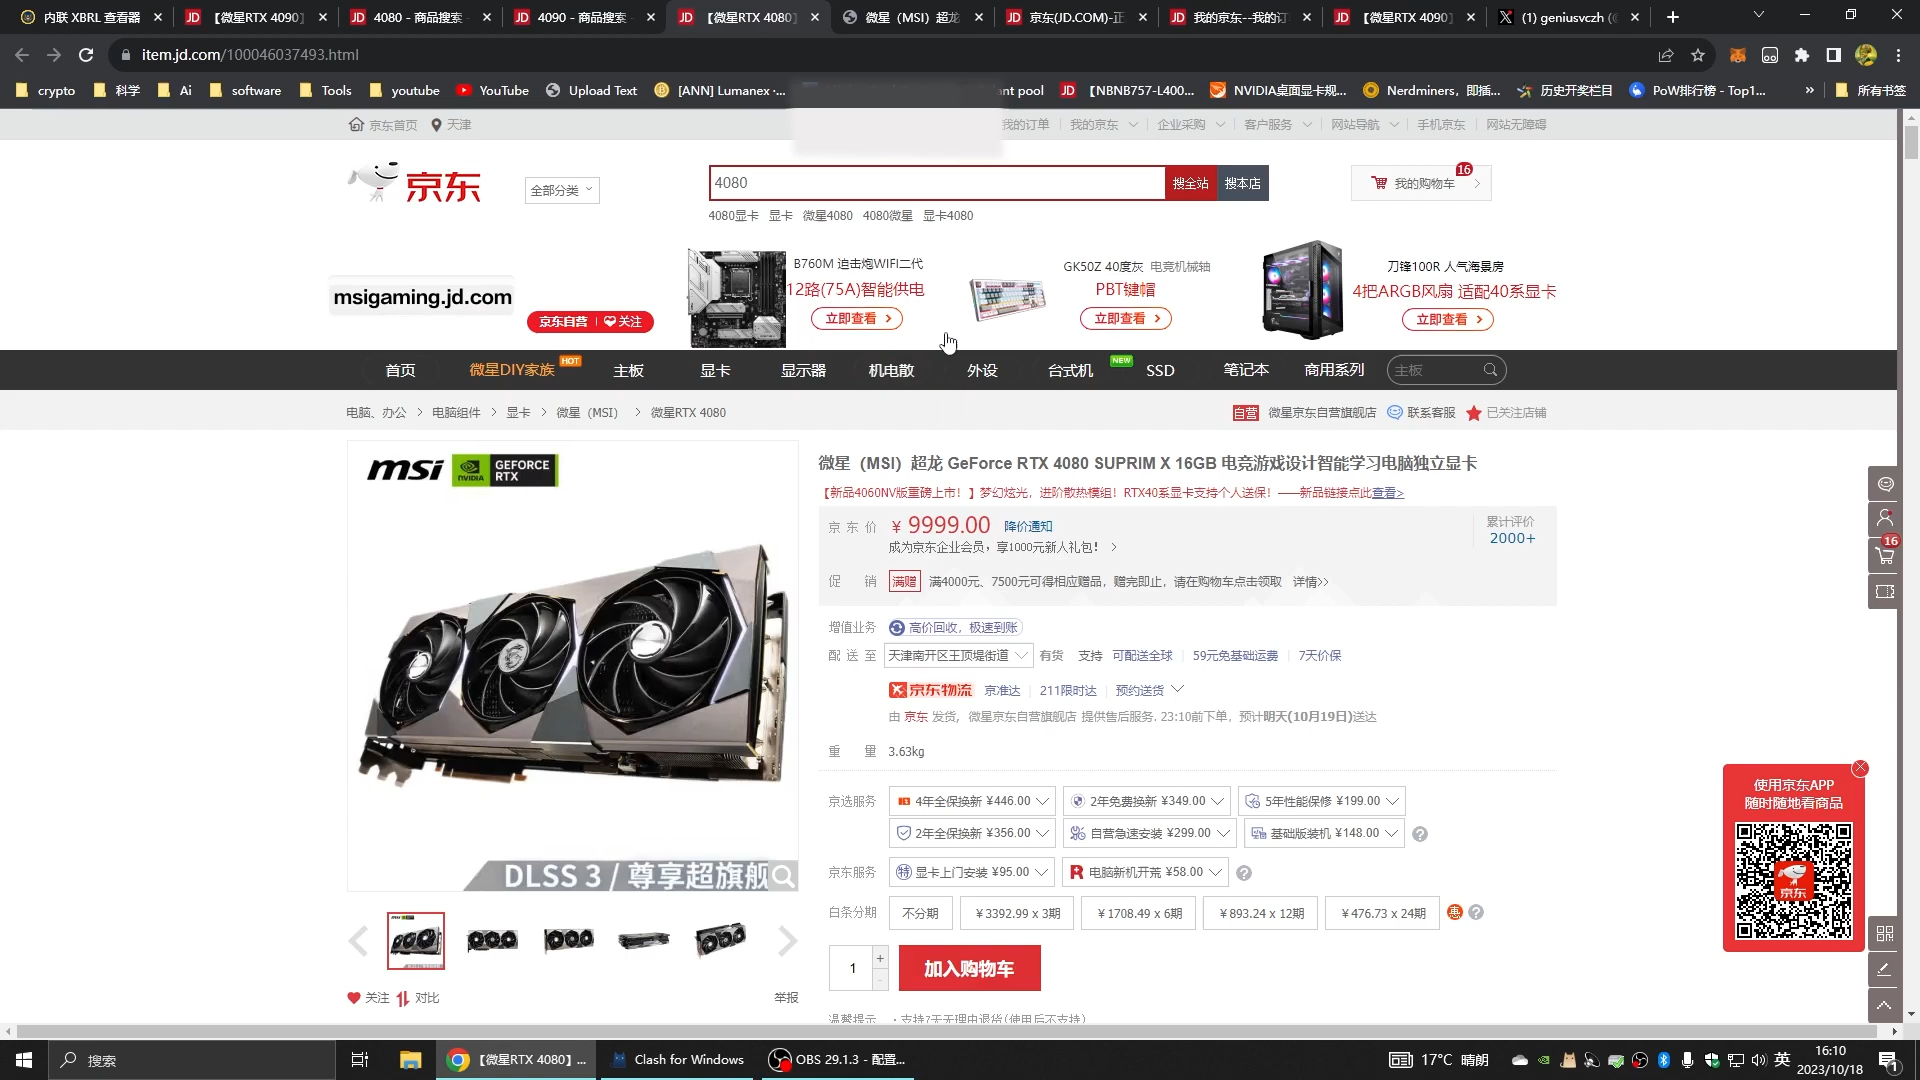 内联 XBRL 查看器
【微星RTX 4090】
4080 - 商品搜索
4090 - 商品搜索
【微星RTX 4080】
微星（MSI）超龙
京东(JD.COM)-正
我的京东--我的订
【微星RTX 4090】
(1) geniusvczh (@
item.jd.com/100046037493.html
crypto
科学
Ai
software
Tools
youtube
YouTube
Upload Text
[ANN] Lumanex -...
ant pool
【NBNB757-L400...
NVIDIA桌面显卡规...
Nerdminers，即插...
历史开奖栏目
PoW排行榜 - Top1...
»
所有书签
京东首页
天津
我的订单
我的京东
企业采购
客户服务
网站导航
手机京东
网站无障碍
京东
全部分类
4080
搜全站
搜本店
16
我的购物车
4080显卡 显卡 微星4080 4080微星 显卡4080
msigaming.jd.com
京东自营 | 关注
B760M 迫击炮WIFI二代
12路(75A)智能供电
立即查看 >
GK50Z 40度灰 电竞机械轴
PBT键帽
立即查看 >
刀锋100R 人气海景房
4把ARGB风扇 适配40系显卡
立即查看 >
首页
微星DIY家族
HOT
主板
显卡
显示器
机电散
外设
台式机
NEW
SSD
笔记本
商用系列
主板
电脑、办公 > 电脑组件 > 显卡 > 微星（MSI） > 微星RTX 4080
自营 微星京东自营旗舰店 联系客服 已关注店铺
msi NVIDIA GEFORCE RTX
DLSS 3 / 尊享超旗舰
关注 对比
举报
微星（MSI）超龙 GeForce RTX 4080 SUPRIM X 16GB 电竞游戏设计智能学习电脑独立显卡
【新品4060NV版重磅上市！】梦幻炫光，进阶散热模组！RTX40系显卡支持个人送保！——新品链接点此查看>
京 东 价 ¥ 9999.00 降价通知
累计评价
2000+
成为京东企业会员，享1000元新人礼包！ >
促 销 满赠 满4000元、7500元可得相应赠品，赠完即止，请在购物车点击领取 详情>>
增值业务 高价回收，极速到账
配 送 至 天津南开区王顶堤街道 有货 支持 可配送全球 | 59元免基础运费 | 7天价保
京东物流 京准达 | 211限时达 | 预约送货
由 京东 发货，微星京东自营旗舰店 提供售后服务. 23:10前下单，预计明天(10月19日)送达
重 量 3.63kg
京选服务 4年全保换新 ¥446.00 2年免费换新 ¥349.00 5年性能保修 ¥199.00
2年全保换新 ¥356.00 自营急速安装 ¥299.00 基础版装机 ¥148.00 ?
京东服务 特 显卡上门安装 ¥95.00 电脑新机开荒 ¥58.00 ?
白条分期 不分期 ￥3392.99 x 3期 ￥1708.49 x 6期 ￥893.24 x 12期 ￥476.73 x 24期 惠 ?
1
+
-
加入购物车
温馨提示 · 支持7天无理由退货(使用后不支持)
16
使用京东APP
随时随地看商品
京东
搜索
【微星RTX 4080】...
Clash for Windows
OBS 29.1.3 - 配置...
17°C 晴朗
英
16:10
2023/10/18
1